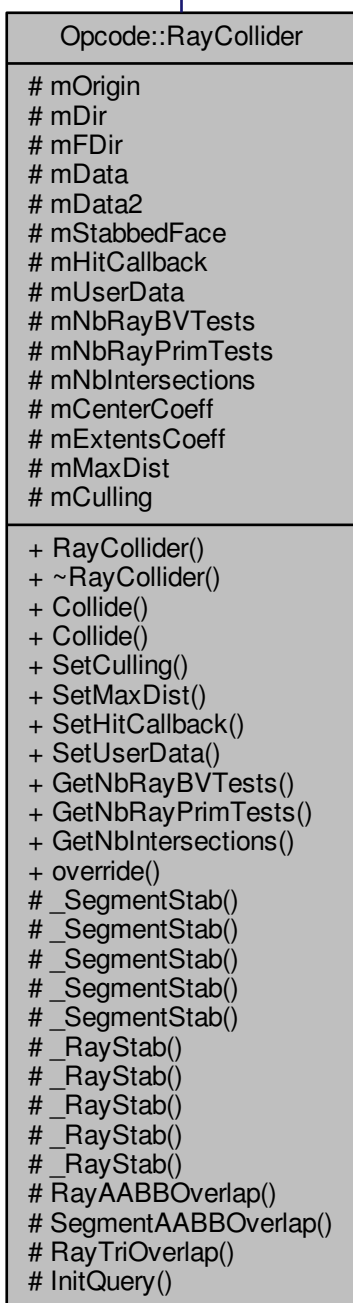 Opcode::RayCollider
# mOrigin
# mDir
# mFDir
# mData
# mData2
# mStabbedFace
# mHitCallback
# mUserData
# mNbRayBVTests
# mNbRayPrimTests
# mNbIntersections
# mCenterCoeff
# mExtentsCoeff
# mMaxDist
# mCulling
+ RayCollider()
+ ~RayCollider()
+ Collide()
+ Collide()
+ SetCulling()
+ SetMaxDist()
+ SetHitCallback()
+ SetUserData()
+ GetNbRayBVTests()
+ GetNbRayPrimTests()
+ GetNbIntersections()
+ override()
# _SegmentStab()
# _SegmentStab()
# _SegmentStab()
# _SegmentStab()
# _SegmentStab()
# _RayStab()
# _RayStab()
# _RayStab()
# _RayStab()
# _RayStab()
# RayAABBOverlap()
# SegmentAABBOverlap()
# RayTriOverlap()
# InitQuery()